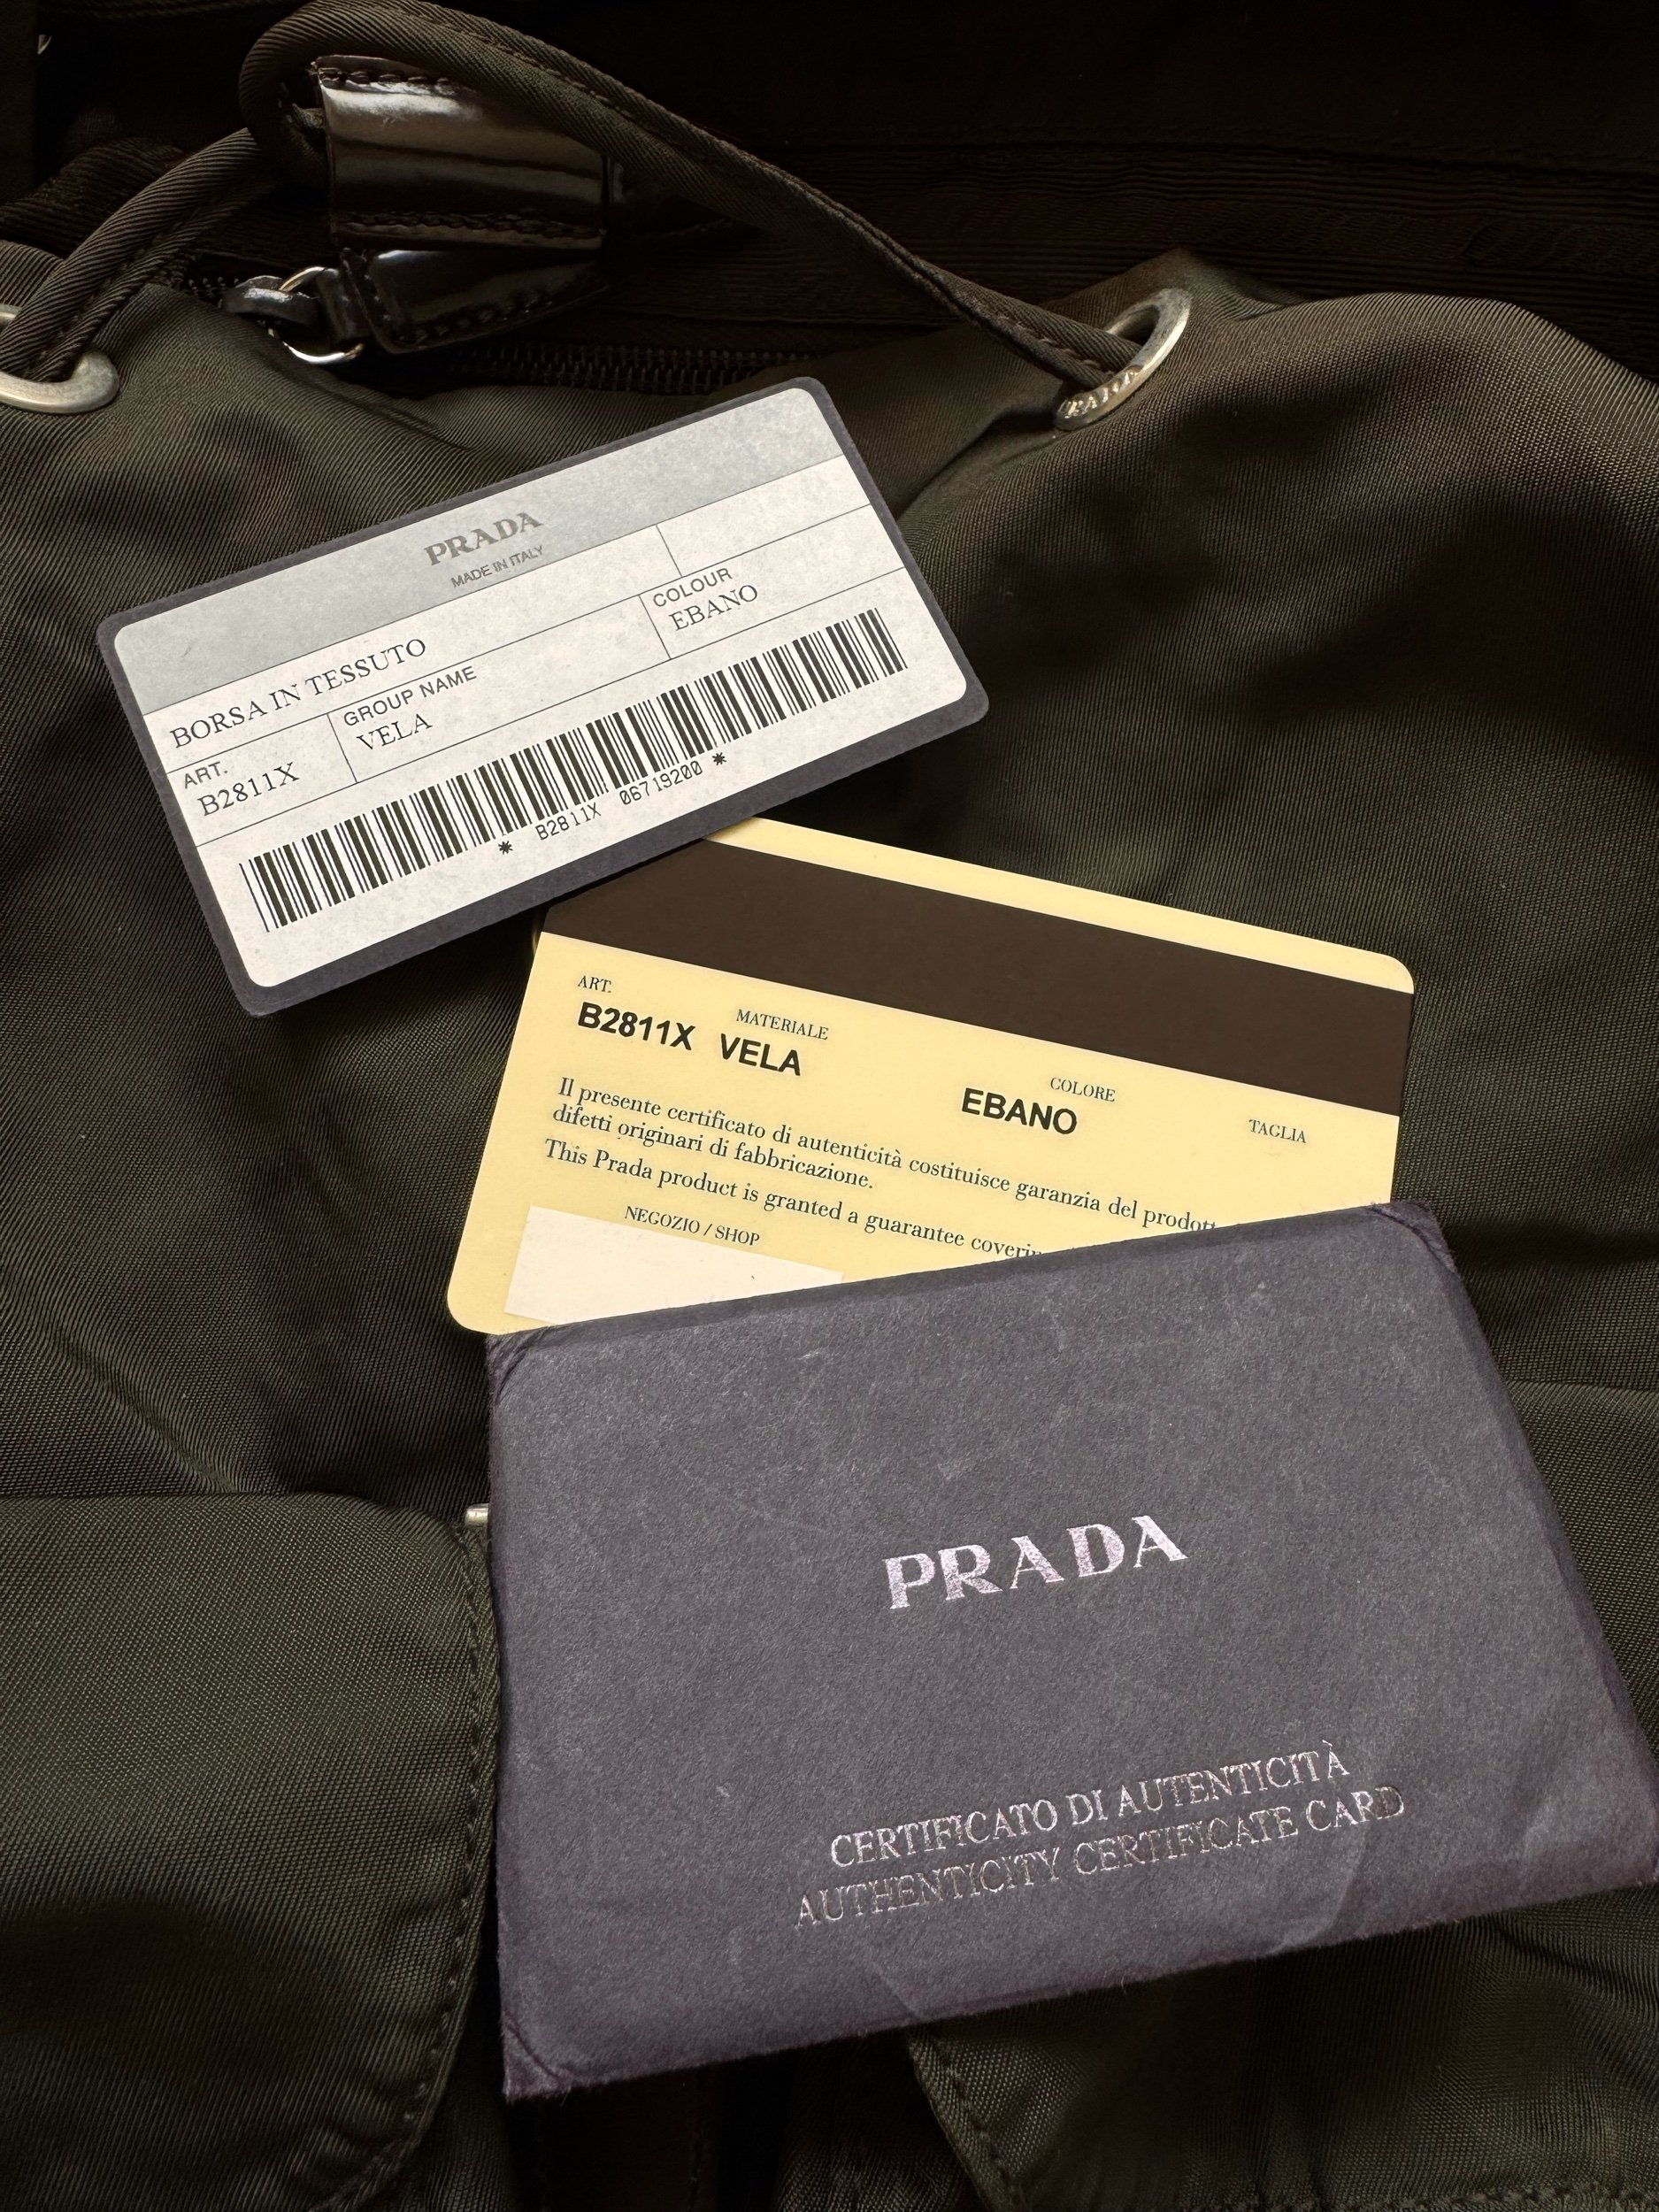 PRADA
PRADA
MADE IN ITALY
BORSA IN TESSUTO
ART.
B2811X
GROUP NAME
VELA
COLOUR
EBANO
* B2811X 06719200 *
ART.
B2811X
MATERIALE
VELA
COLORE
EBANO
TAGLIA
Il presente certificato di autenticità costituisce garanzia del prodott
difetti originari di fabbricazione.
This Prada product is granted a guarantee coverin
NEGOZIO / SHOP
PRADA
CERTIFICATO DI AUTENTICITÀ
AUTHENTICITY CERTIFICATE CARD